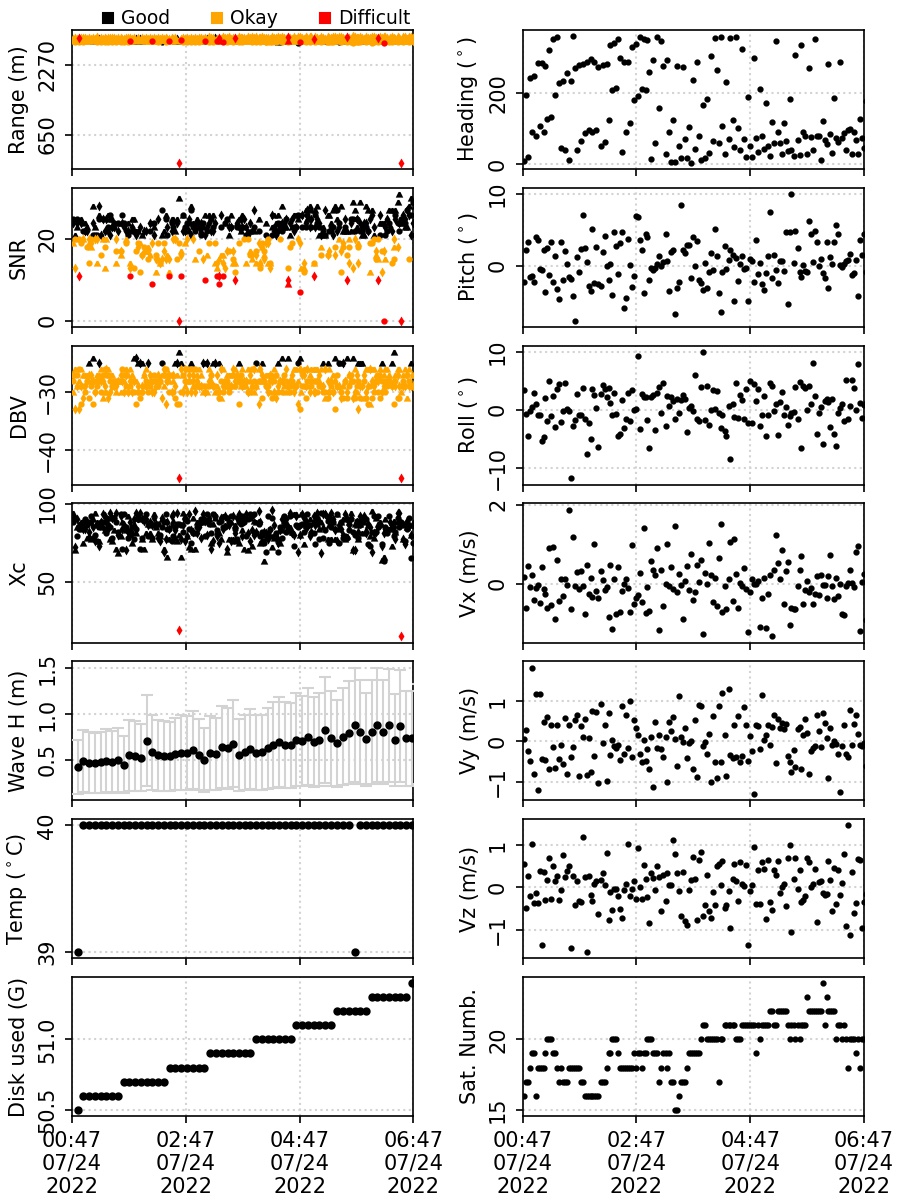 Good Okay Difficult
Range (m)
2270
650
Heading (°)
200
0
SNR
20
0
Pitch (°)
10
0
DBV
−30
−40
Roll (°)
10
0
−10
Xc
100
50
Vx (m/s)
2
0
Wave H (m)
1.5
1.0
0.5
Vy (m/s)
1
0
−1
Temp (°C)
40
39
Vz (m/s)
1
0
−1
Disk used (G)
51.0
50.5
Sat. Numb.
20
15
00:47 02:47 04:47 06:47
07/24 07/24 07/24 07/24
2022 2022 2022 2022
00:47 02:47 04:47 06:47
07/24 07/24 07/24 07/24
2022 2022 2022 2022